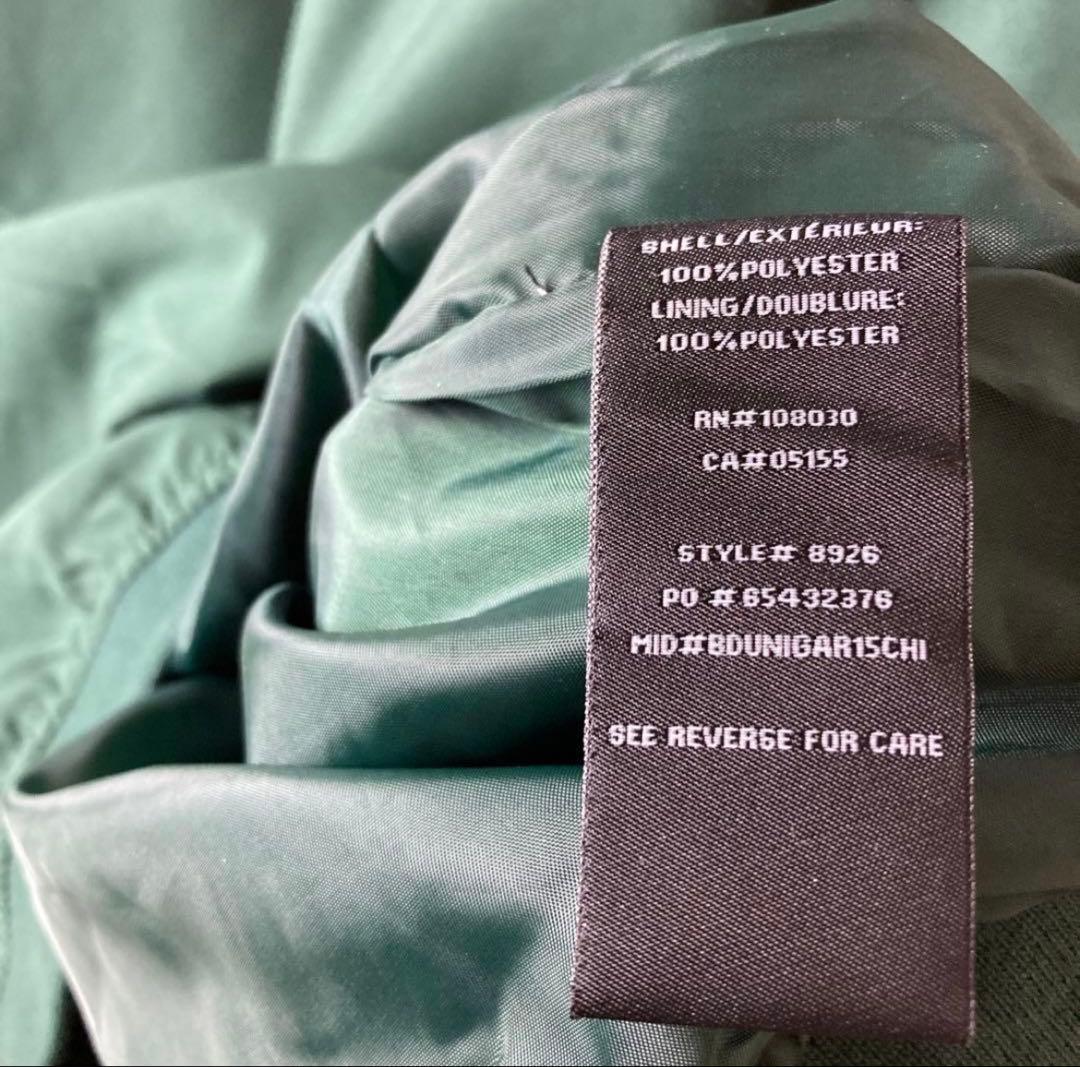 SHELL/EXTÉRIEUR:
100%POLYESTER
LINING/DOUBLURE:
100%POLYESTER
RN#108030
CA#05155
STYLE# 8926
PO #65432376
MID#BDUNIGAR15CHI
SEE REVERSE FOR CARE